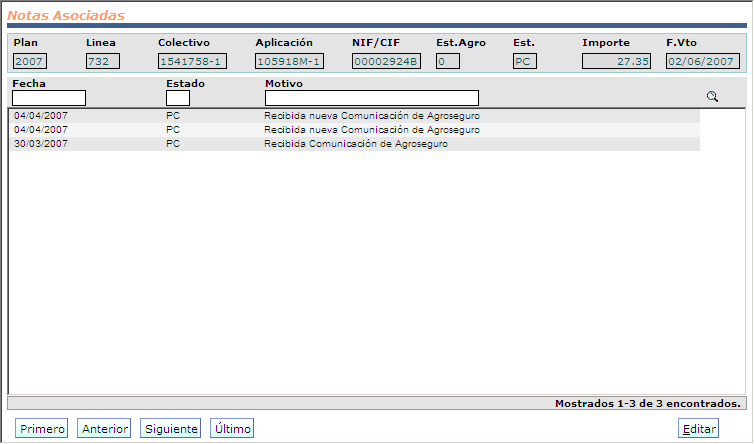 Notas Asociadas
Plan Linea Colectivo Aplicación NIF/CIF Est.Agro Est. Importe F.Vto
2007 732 1541758-1 105918M-1 00002924B 0 PC 27.35 02/06/2007
Fecha Estado Motivo
04/04/2007 PC Recibida nueva Comunicación de Agroseguro
04/04/2007 PC Recibida nueva Comunicación de Agroseguro
30/03/2007 PC Recibida Comunicación de Agroseguro
Mostrados 1-3 de 3 encontrados.
Primero Anterior Siguiente Último Editar